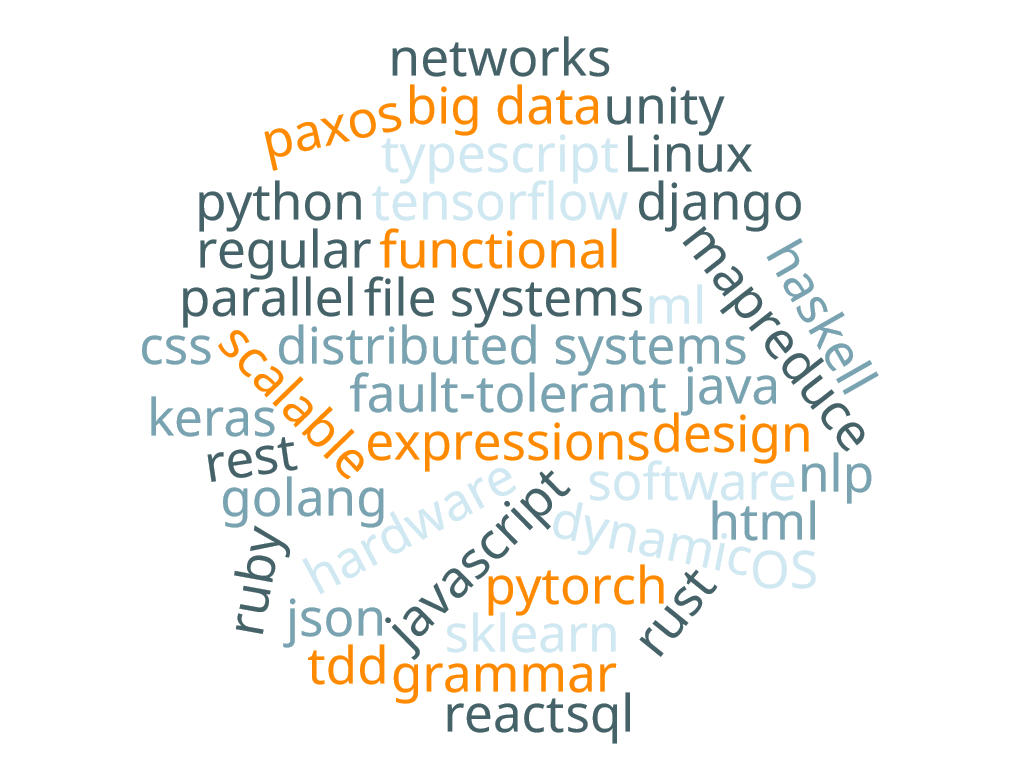 networks
paxos big data unity
typescript Linux
python tensorflow django
regular functional mapreduce haskell
parallel file systems ml
css scalable distributed systems
keras fault-tolerant java
rest expressions design
golang hardware javascript software nlp
ruby dynamic html
json pytorch rust OS
sklearn
tdd grammar
react sql